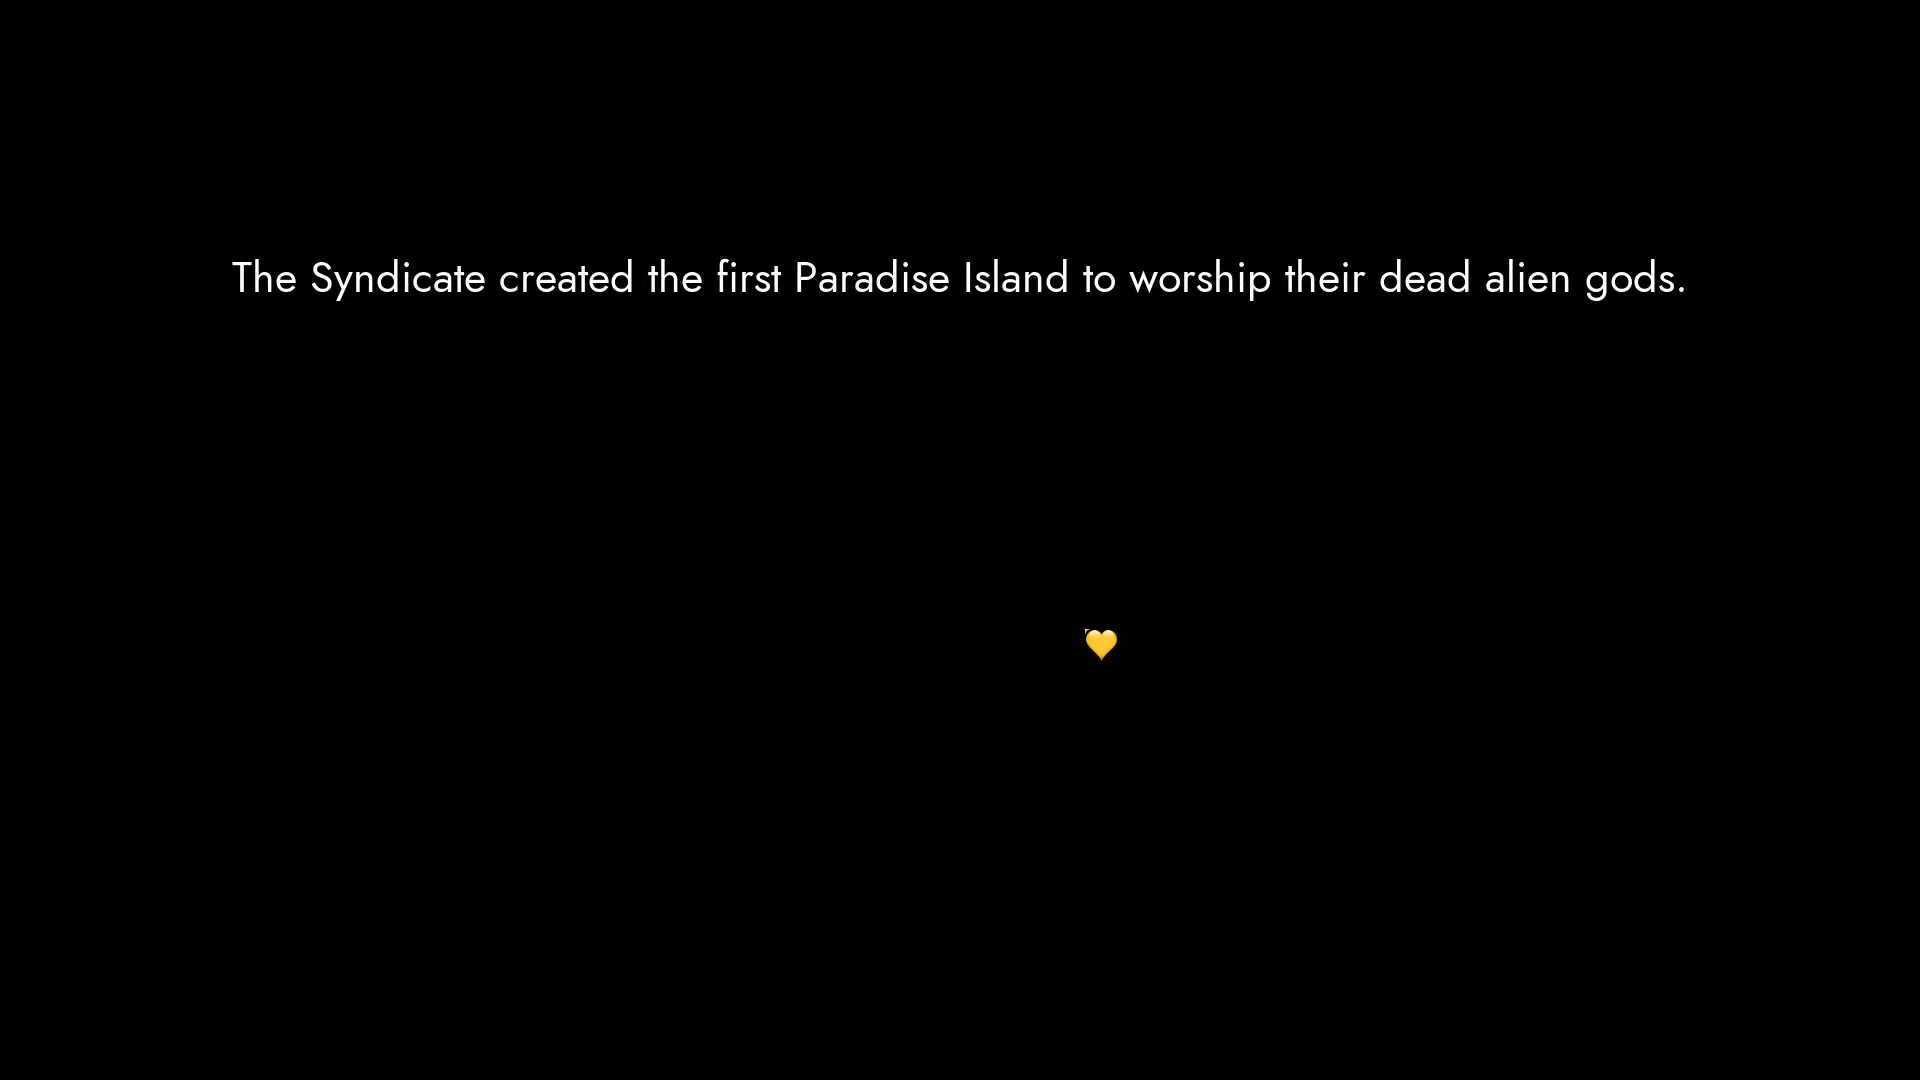 The Syndicate created the first Paradise Island to worship their dead alien gods.